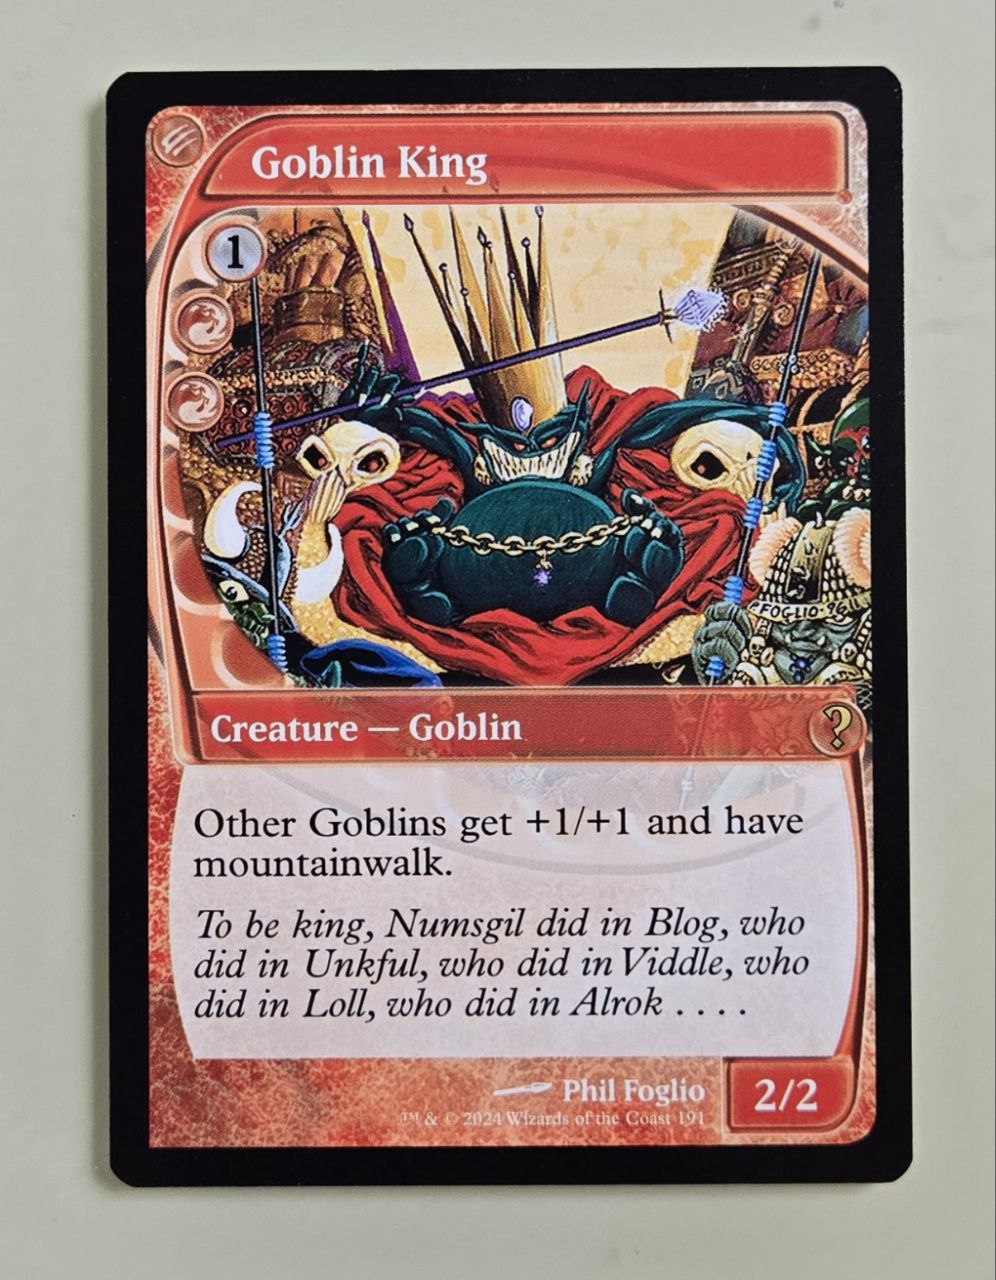 Goblin King
1
FOGLIO·96
Creature — Goblin
Other Goblins get +1/+1 and have
mountainwalk.
To be king, Numsgil did in Blog, who
did in Unkful, who did in Viddle, who
did in Loll, who did in Alrok . . . .
Phil Foglio
™ & © 2024 Wizards of the Coast 191
2/2